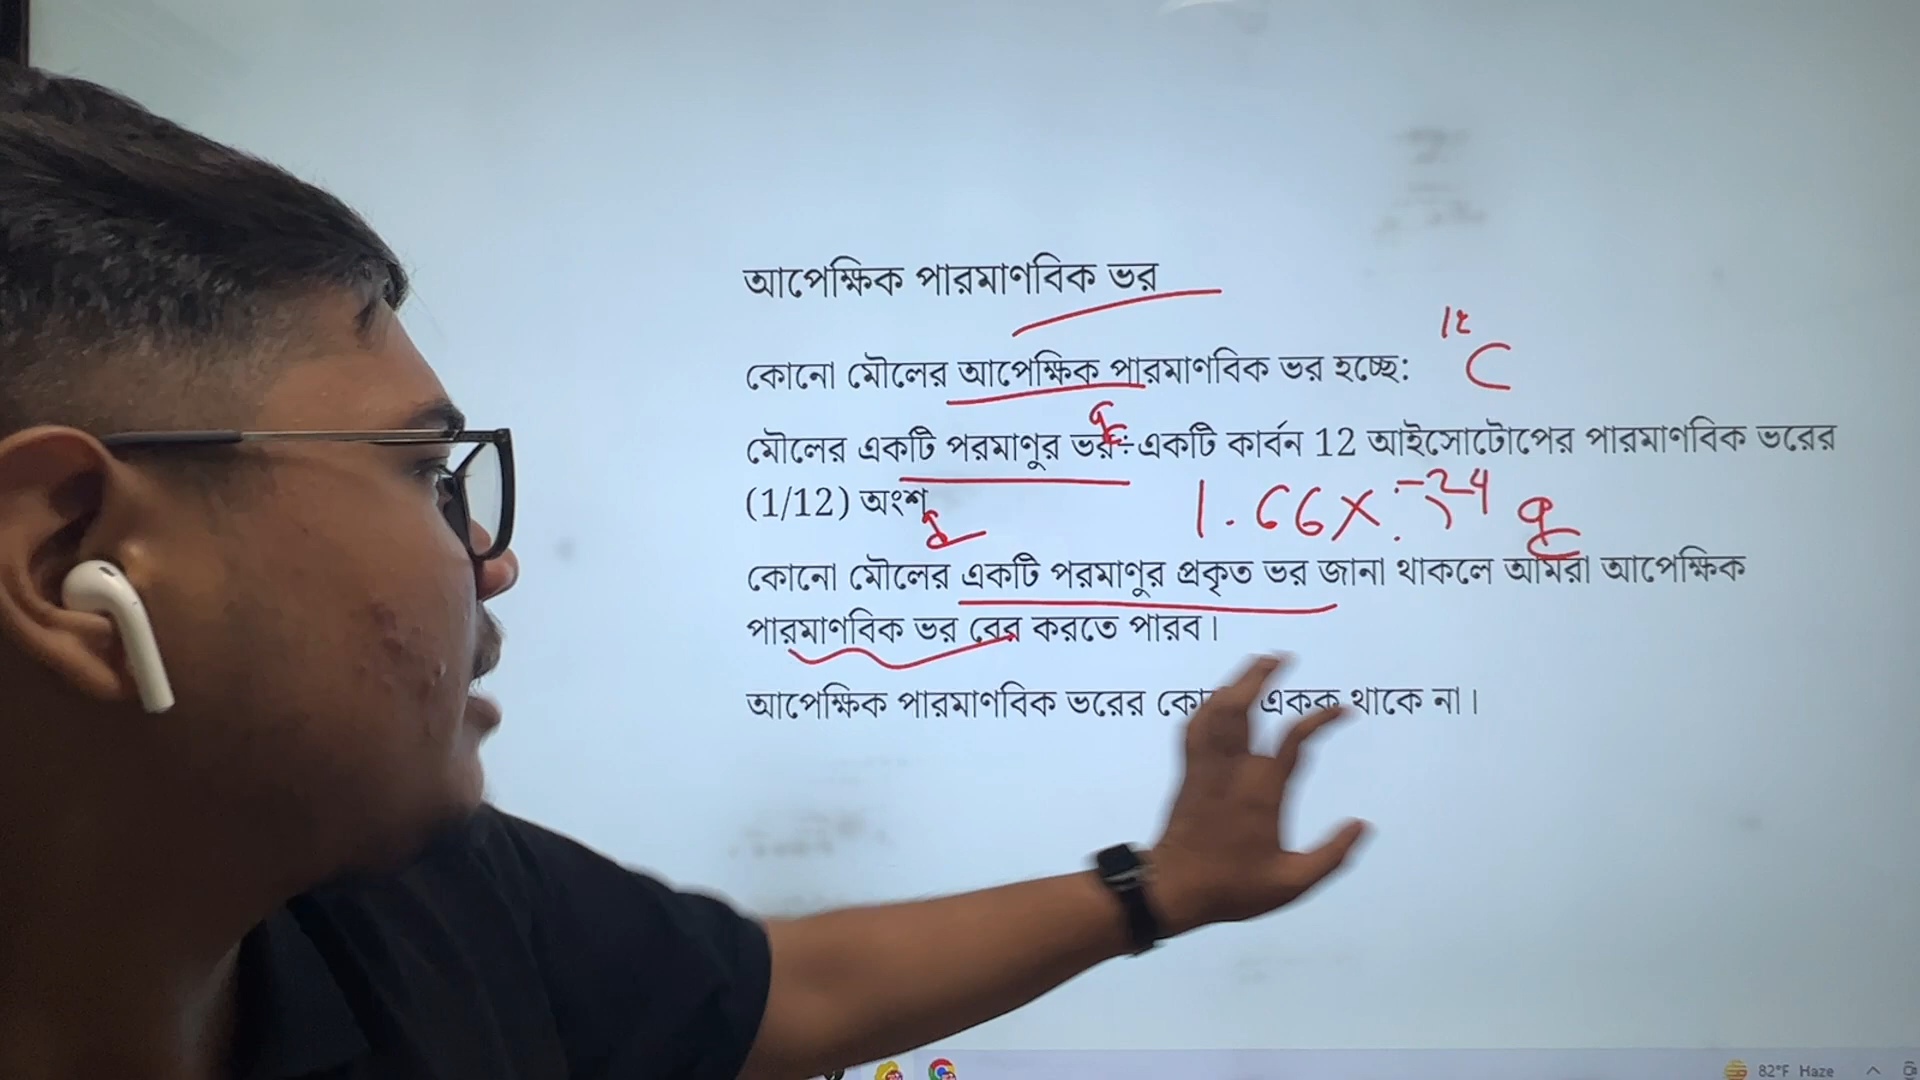 আপেক্ষিক পারমাণবিক ভর
12C
কোনো মৌলের আপেক্ষিক পারমাণবিক ভর হচ্ছে:
g
মৌলের একটি পরমাণুর ভর÷একটি কার্বন 12 আইসোটোপের পারমাণবিক ভরের
(1/12) অংশ
g
1.66× -24 g
কোনো মৌলের একটি পরমাণুর প্রকৃত ভর জানা থাকলে আমরা আপেক্ষিক
পারমাণবিক ভর বের করতে পারব।
আপেক্ষিক পারমাণবিক ভরের একক থাকে না।
82°F Haze